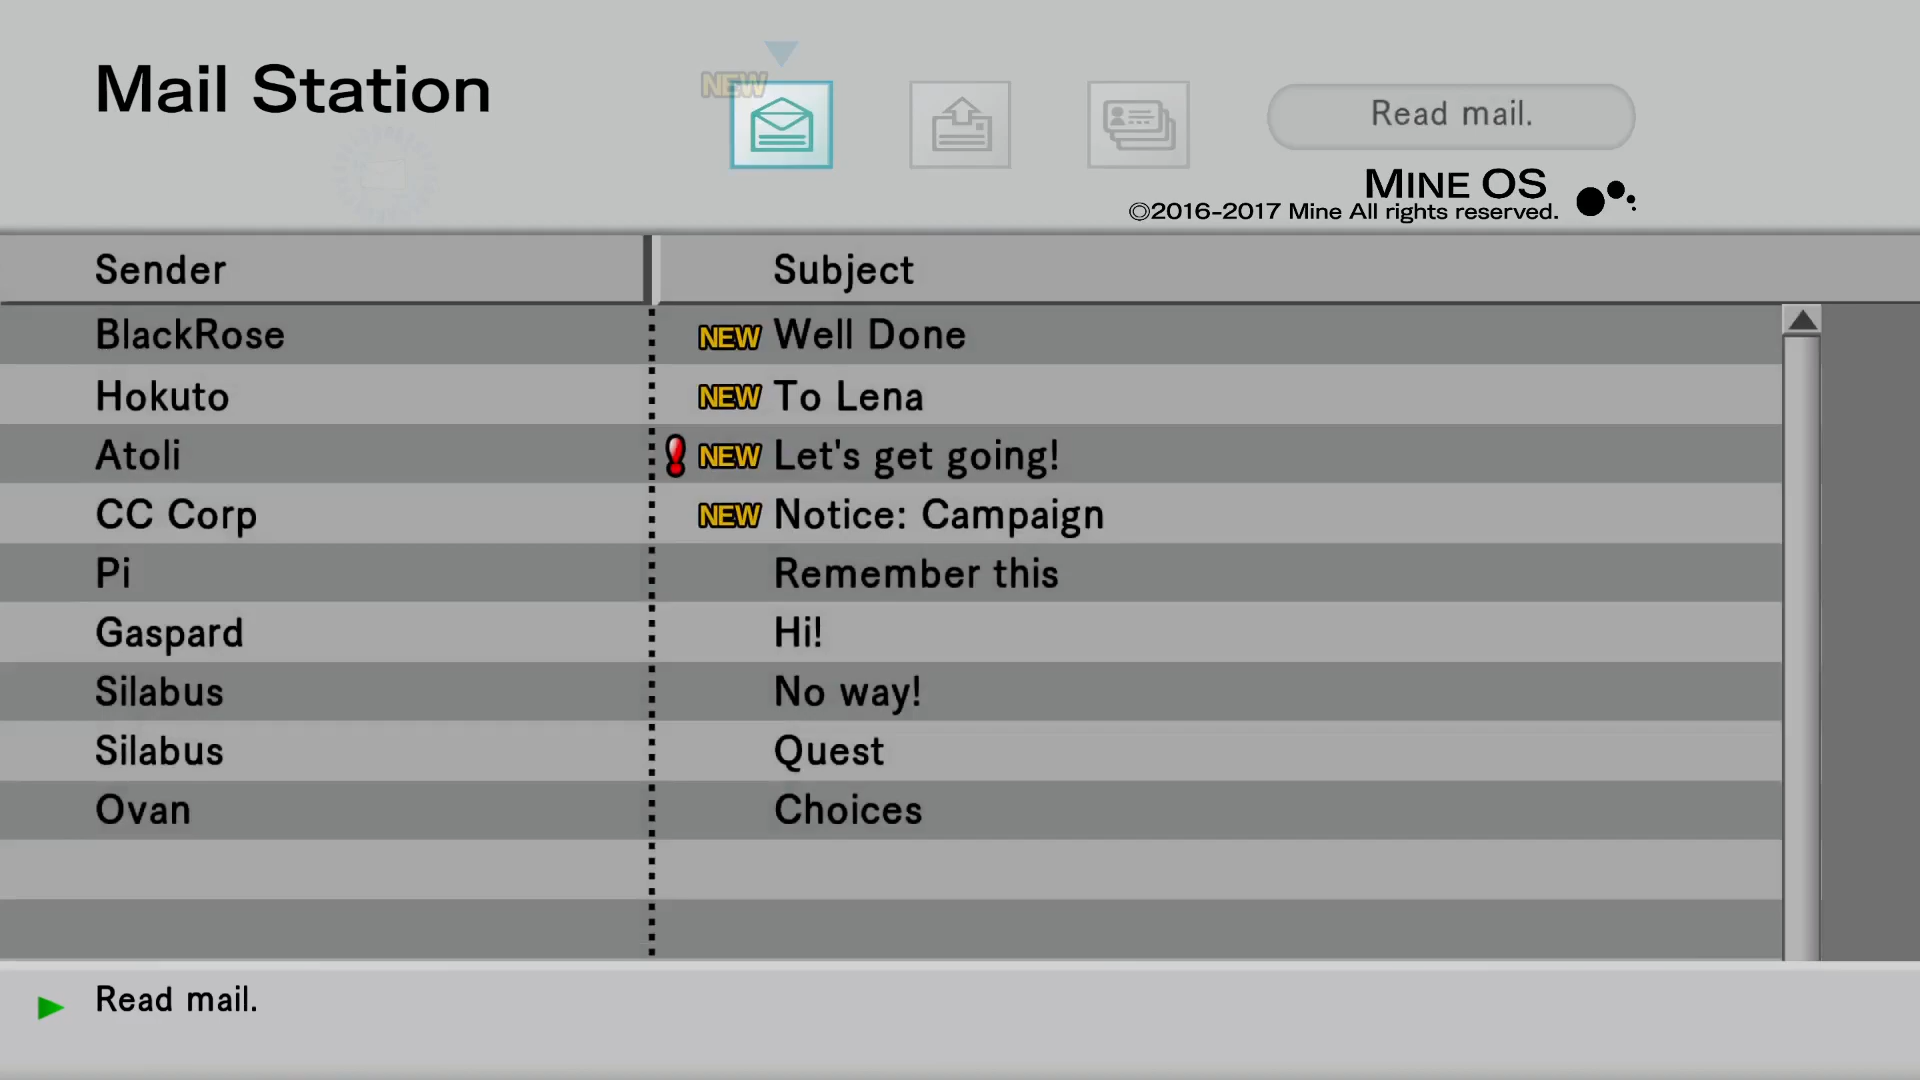 Mail Station
NEW
Read mail.
MINE OS
©2016-2017 Mine All rights reserved.
Sender Subject
BlackRose NEW Well Done
Hokuto NEW To Lena
Atoli NEW Let's get going!
CC Corp NEW Notice: Campaign
Pi Remember this
Gaspard Hi!
Silabus No way!
Silabus Quest
Ovan Choices
Read mail.